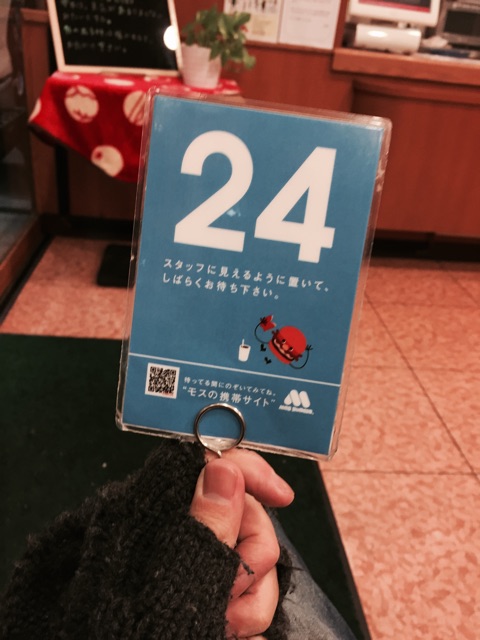 24
スタッフに見えるように置いて、
しばらくお待ち下さい。
待ってる間にのぞいてみてね。
"モスの携帯サイト"
MOS BURGER